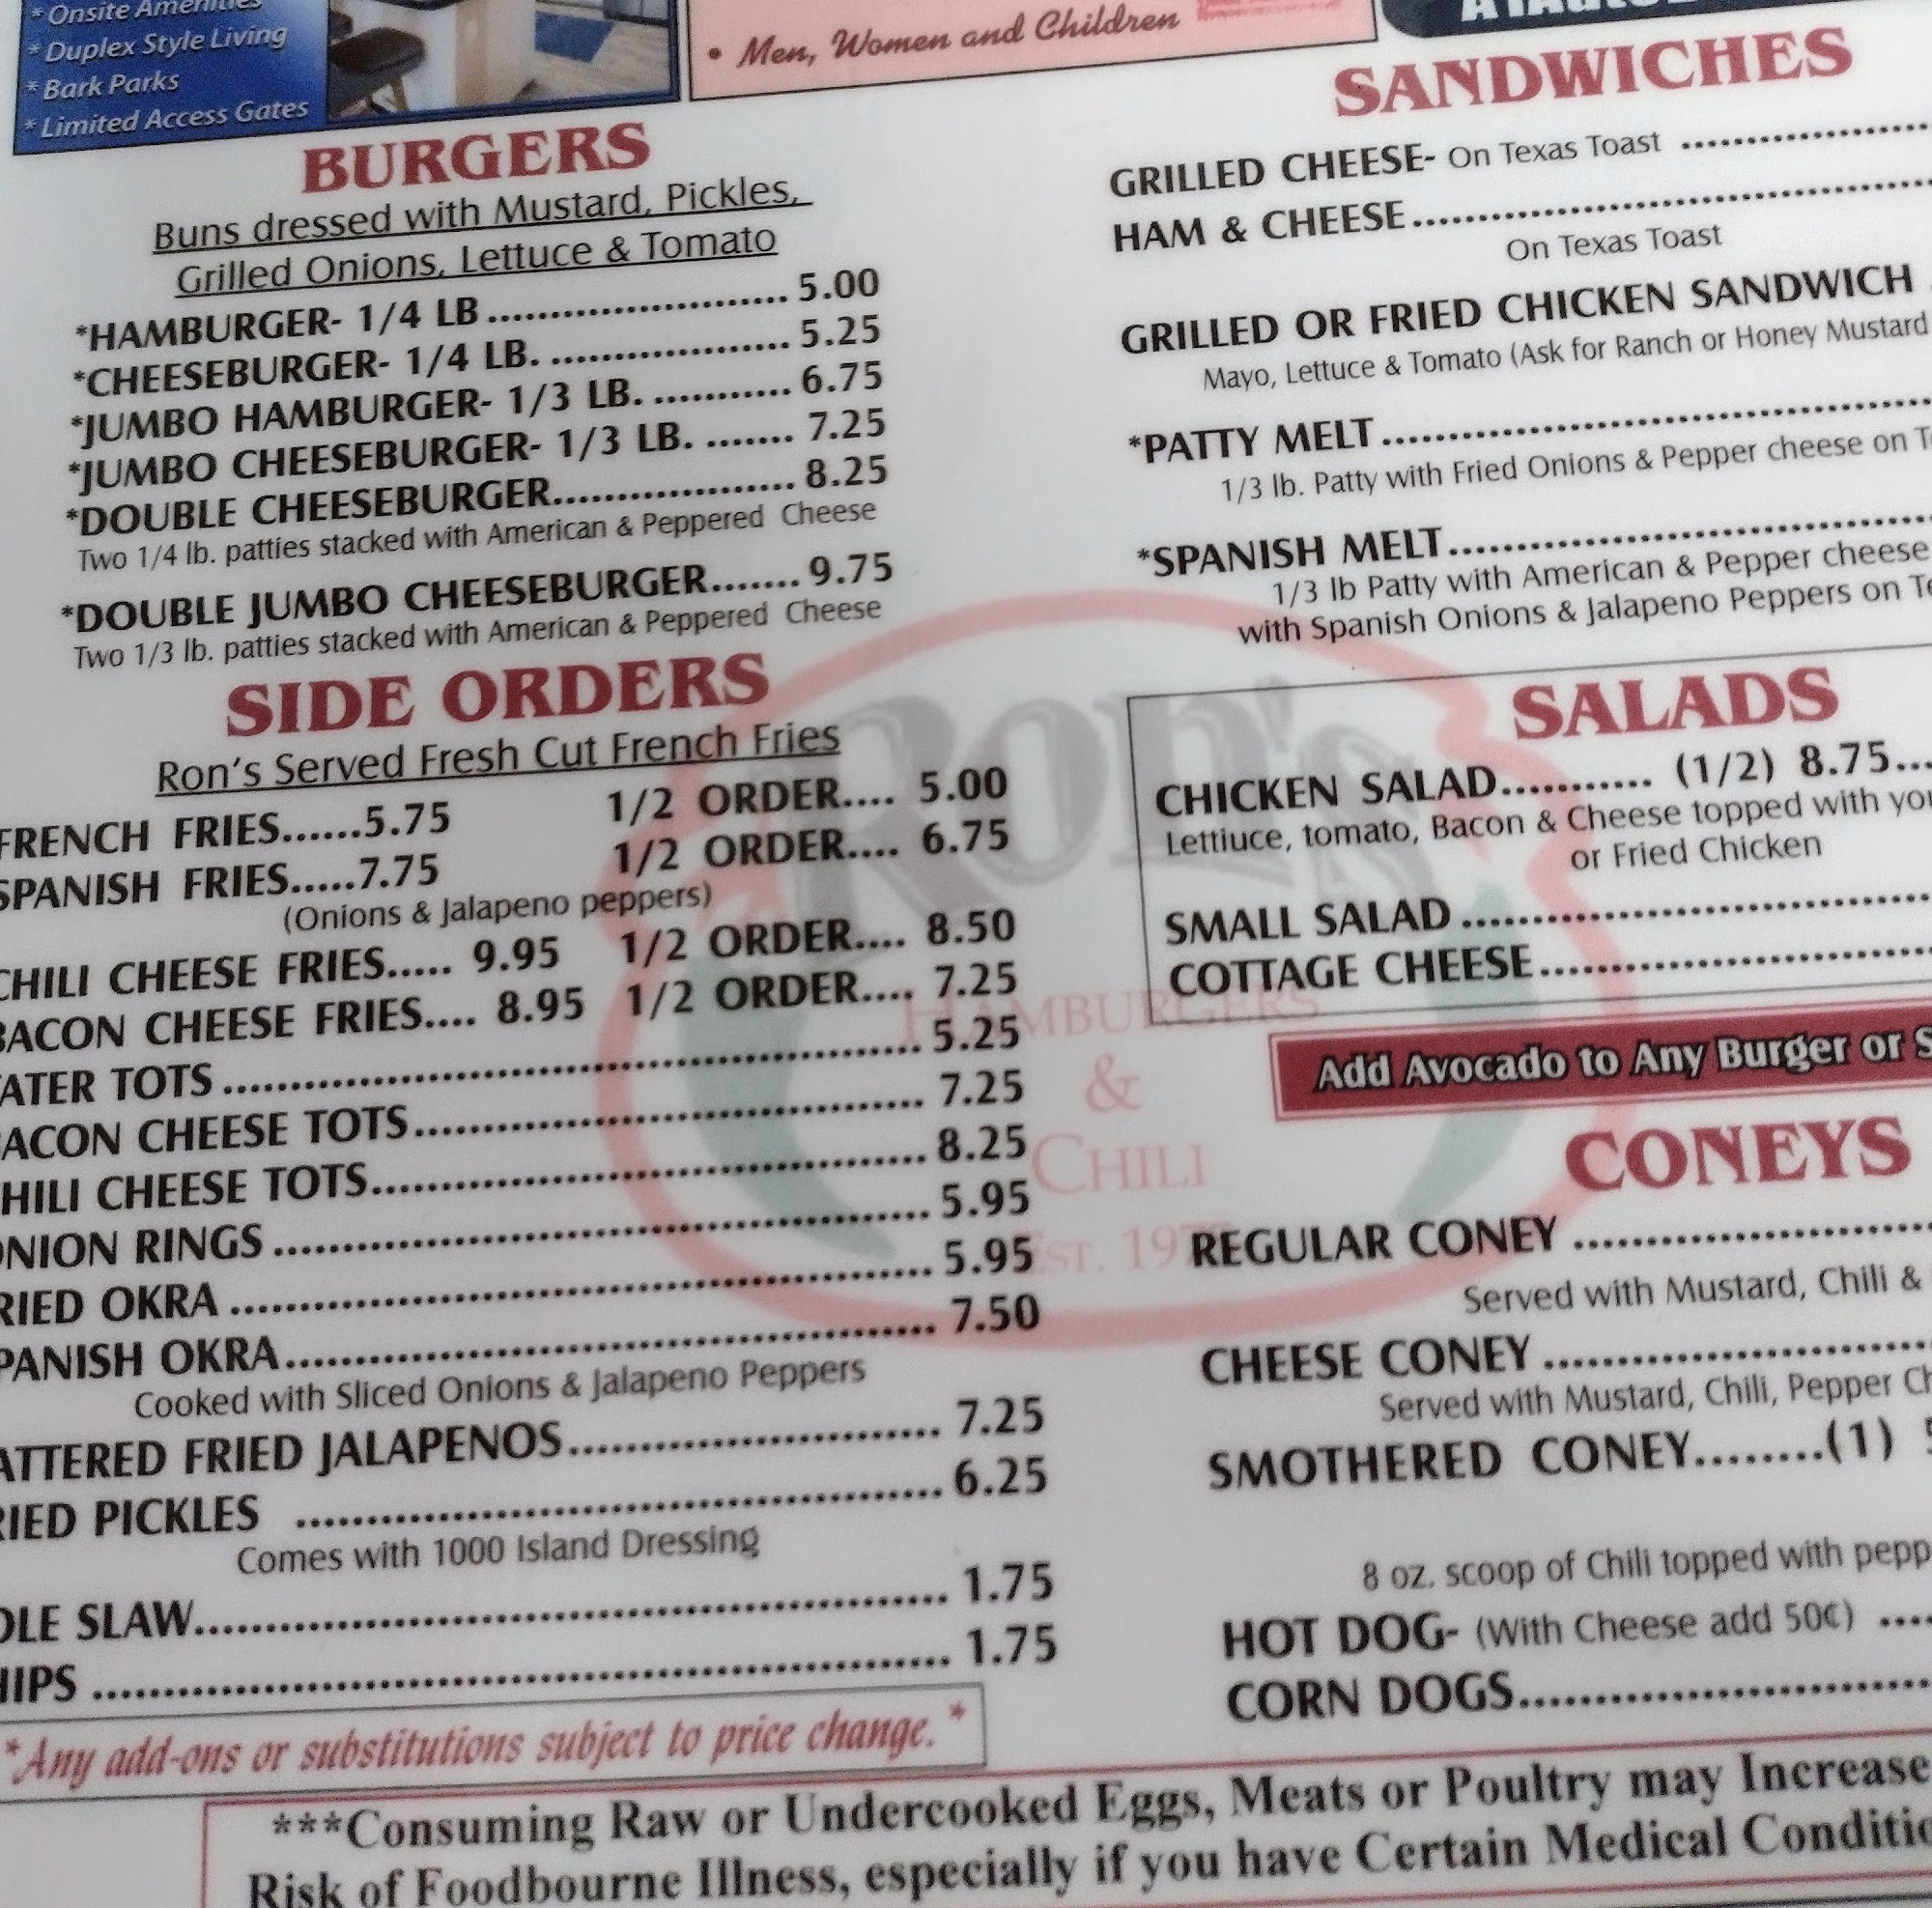 * Onsite Amenities
* Duplex Style Living
* Bark Parks
* Limited Access Gates
• Men, Women and Children
BURGERS
Buns dressed with Mustard, Pickles,
Grilled Onions, Lettuce & Tomato
*HAMBURGER- 1/4 LB...................... 5.00
*CHEESEBURGER- 1/4 LB. ................... 5.25
*JUMBO HAMBURGER- 1/3 LB. ........... 6.75
*JUMBO CHEESEBURGER- 1/3 LB. ....... 7.25
*DOUBLE CHEESEBURGER................... 8.25
Two 1/4 lb. patties stacked with American & Peppered Cheese
*DOUBLE JUMBO CHEESEBURGER....... 9.75
Two 1/3 lb. patties stacked with American & Peppered Cheese
SIDE ORDERS
Ron's Served Fresh Cut French Fries
FRENCH FRIES......5.75 1/2 ORDER.... 5.00
SPANISH FRIES.....7.75 1/2 ORDER.... 6.75
(Onions & Jalapeno peppers)
CHILI CHEESE FRIES..... 9.95 1/2 ORDER.... 8.50
BACON CHEESE FRIES.... 8.95 1/2 ORDER.... 7.25
TATER TOTS .................................................. 5.25
BACON CHEESE TOTS.................................... 7.25
HILI CHEESE TOTS....................................... 8.25
ONION RINGS .............................................. 5.95
RIED OKRA .................................................. 5.95
PANISH OKRA.............................................. 7.50
Cooked with Sliced Onions & Jalapeno Peppers
ATTERED FRIED JALAPENOS.......................... 7.25
RIED PICKLES .............................................. 6.25
Comes with 1000 Island Dressing
OLE SLAW..................................................... 1.75
HIPS ............................................................ 1.75
*Any add-ons or substitutions subject to price change.*
SANDWICHES
GRILLED CHEESE- On Texas Toast ..................
HAM & CHEESE.......................................
On Texas Toast
GRILLED OR FRIED CHICKEN SANDWICH
Mayo, Lettuce & Tomato (Ask for Ranch or Honey Mustard
*PATTY MELT..........................................
1/3 lb. Patty with Fried Onions & Pepper cheese on T
*SPANISH MELT.....................................
1/3 lb Patty with American & Pepper cheese
with Spanish Onions & Jalapeno Peppers on Te
SALADS
CHICKEN SALAD........... (1/2) 8.75...
Lettiuce, tomato, Bacon & Cheese topped with yo
or Fried Chicken
SMALL SALAD ...................................
COTTAGE CHEESE.............................
Add Avocado to Any Burger or S
CONEYS
REGULAR CONEY ..........................
Served with Mustard, Chili &
CHEESE CONEY ............................
Served with Mustard, Chili, Pepper Ch
SMOTHERED CONEY........(1)
8 oz. scoop of Chili topped with pepp
HOT DOG- (With Cheese add 50¢) ....
CORN DOGS..............................
Ron's
HAMBURGERS
&
CHILI
EST. 197
***Consuming Raw or Undercooked Eggs, Meats or Poultry may Increase
Risk of Foodbourne Illness, especially if you have Certain Medical Conditio